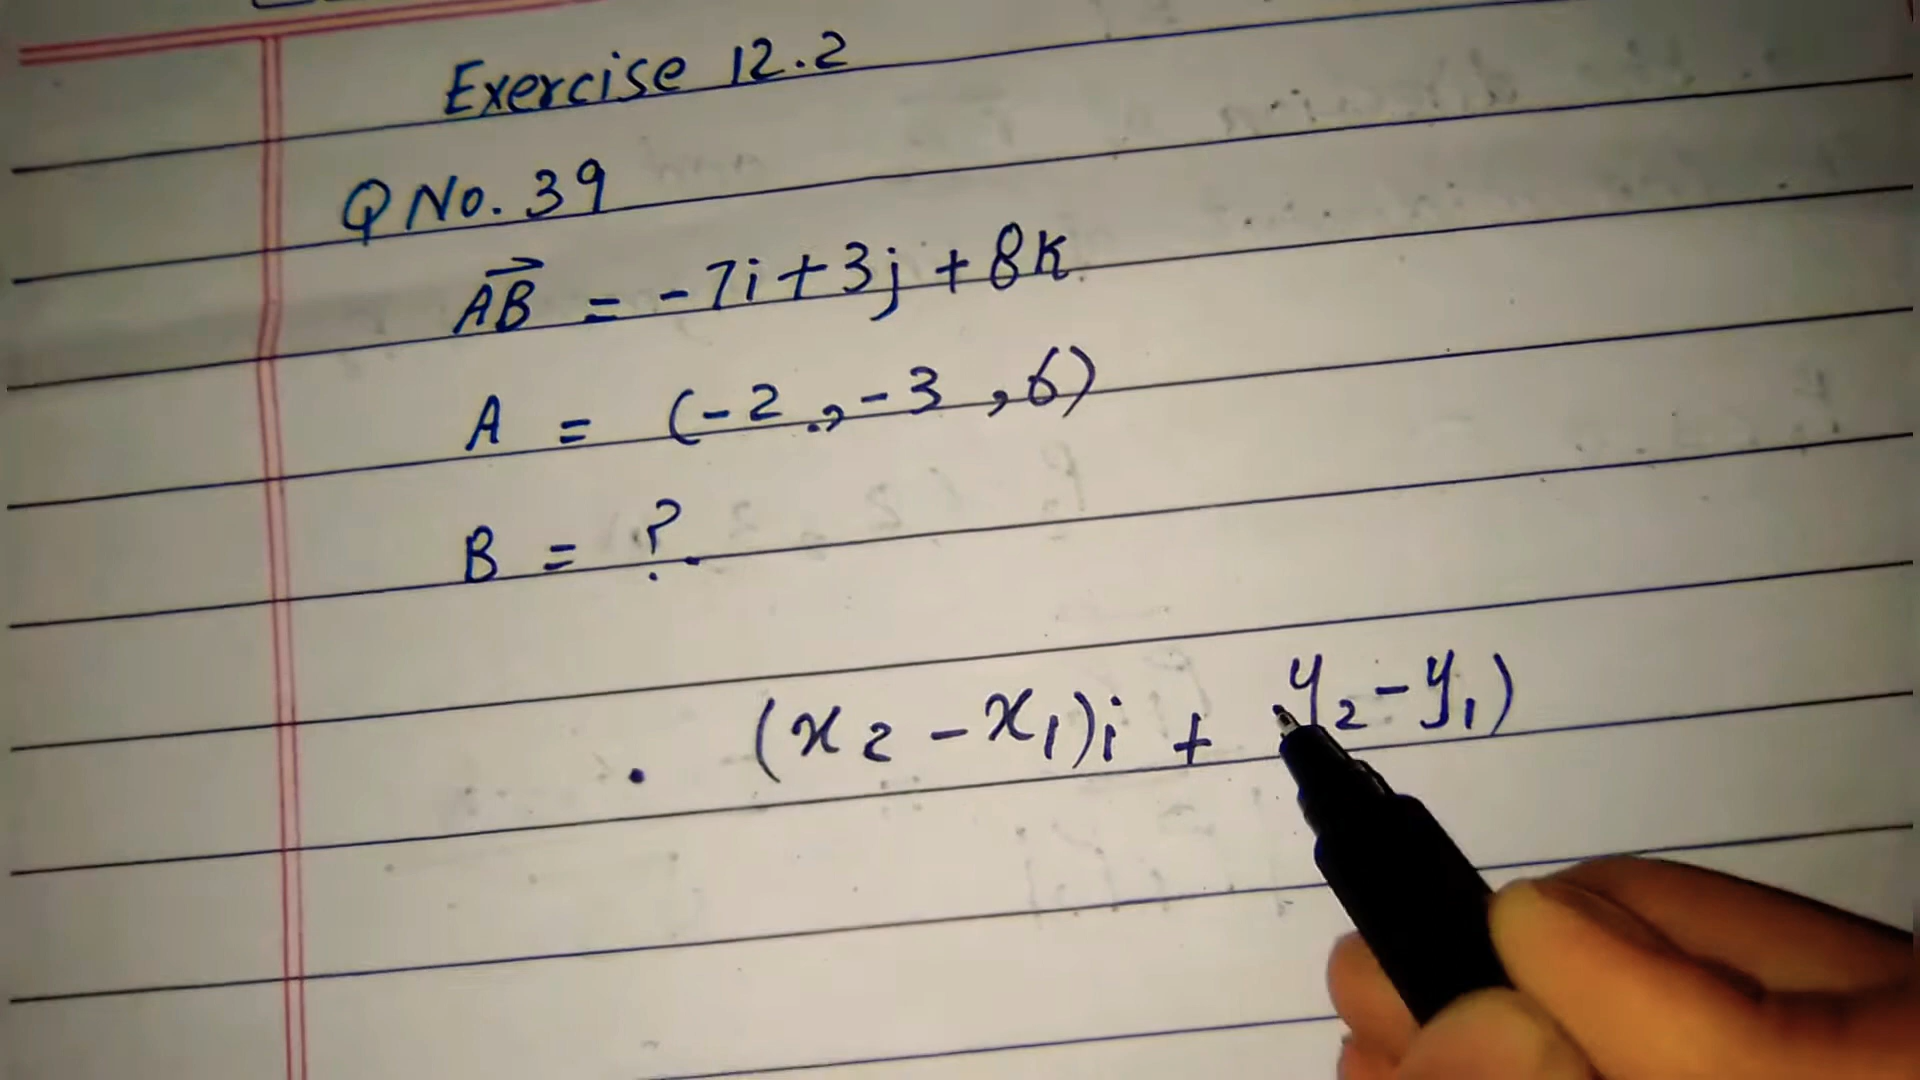 Exercise 12.2
Q No. 39
AB = -7i + 3j + 8k
A = (-2, -3, 6)
B = ?
(x2 - x1)i + y2 - y1)